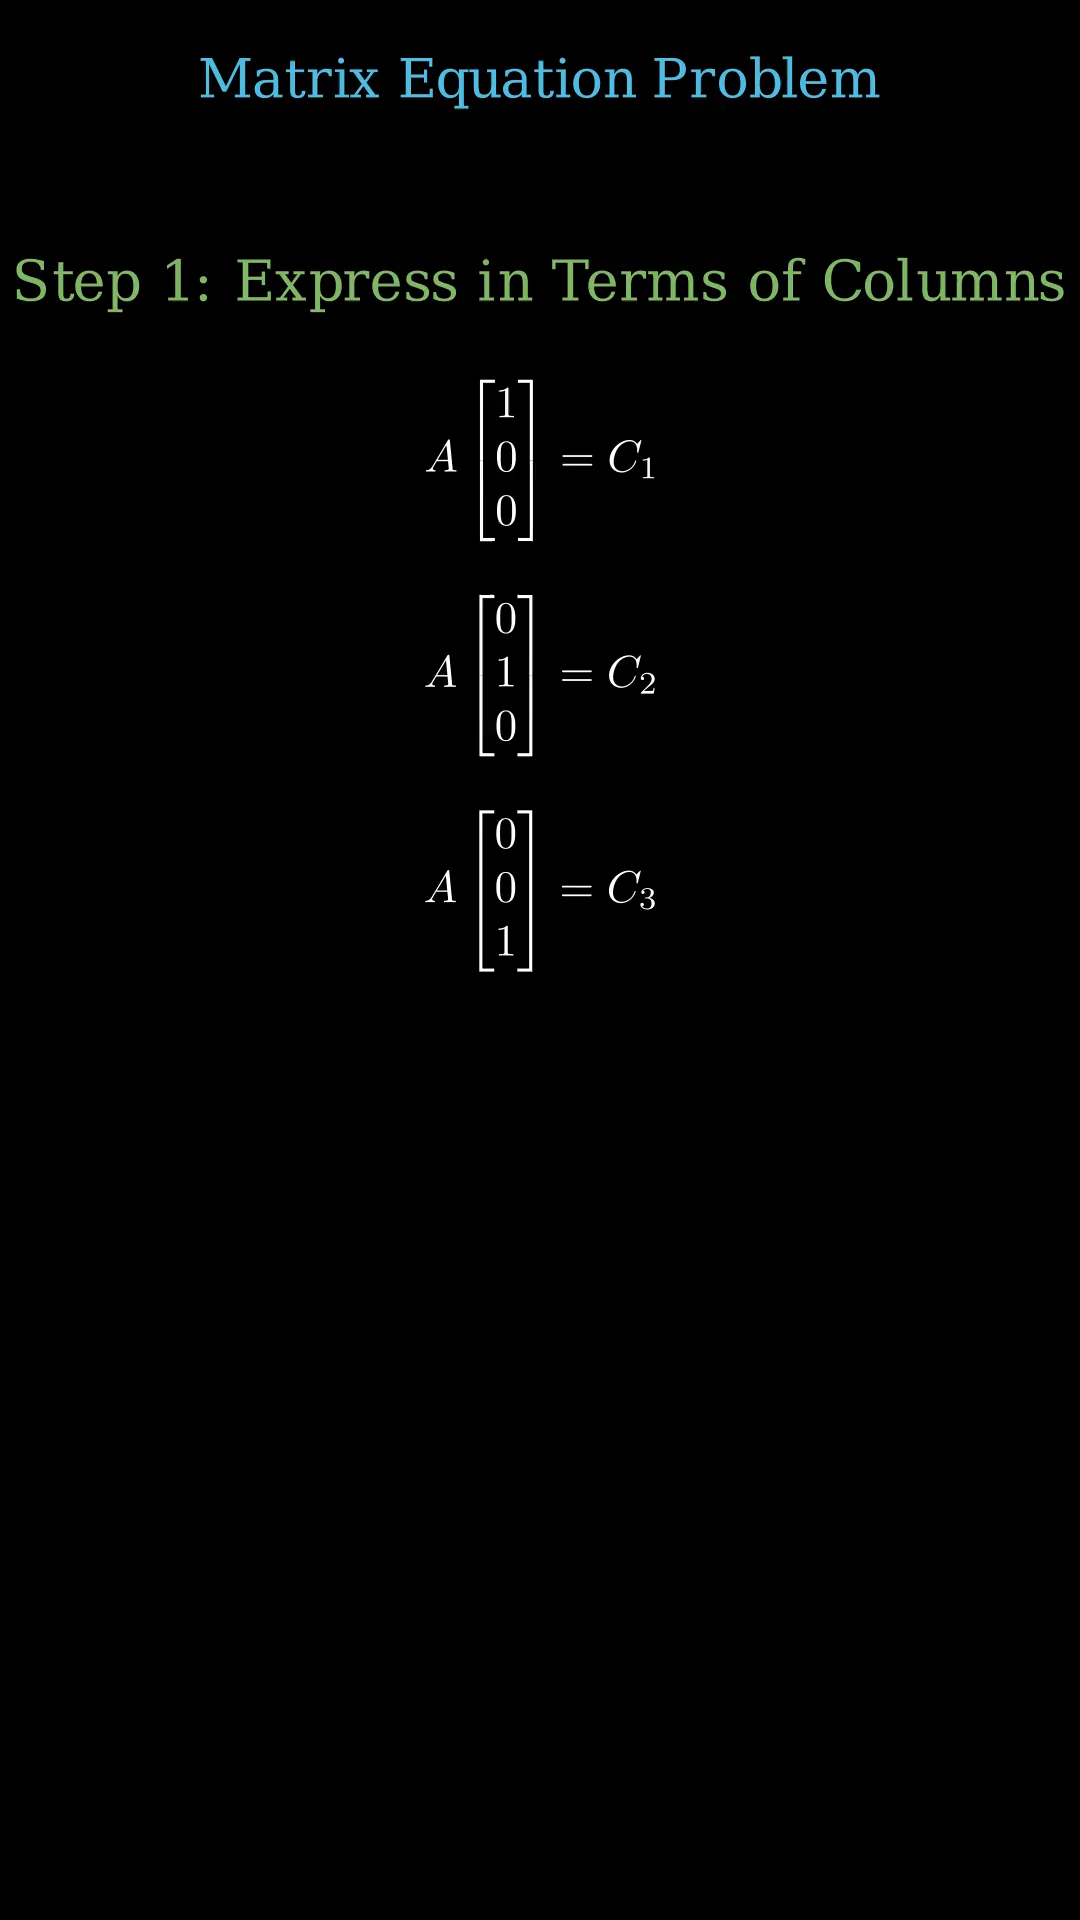 Matrix Equation Problem
Step 1: Express in Terms of Columns
A [1 0 0] = C₁
A [0 1 0] = C₂
A [0 0 1] = C₃